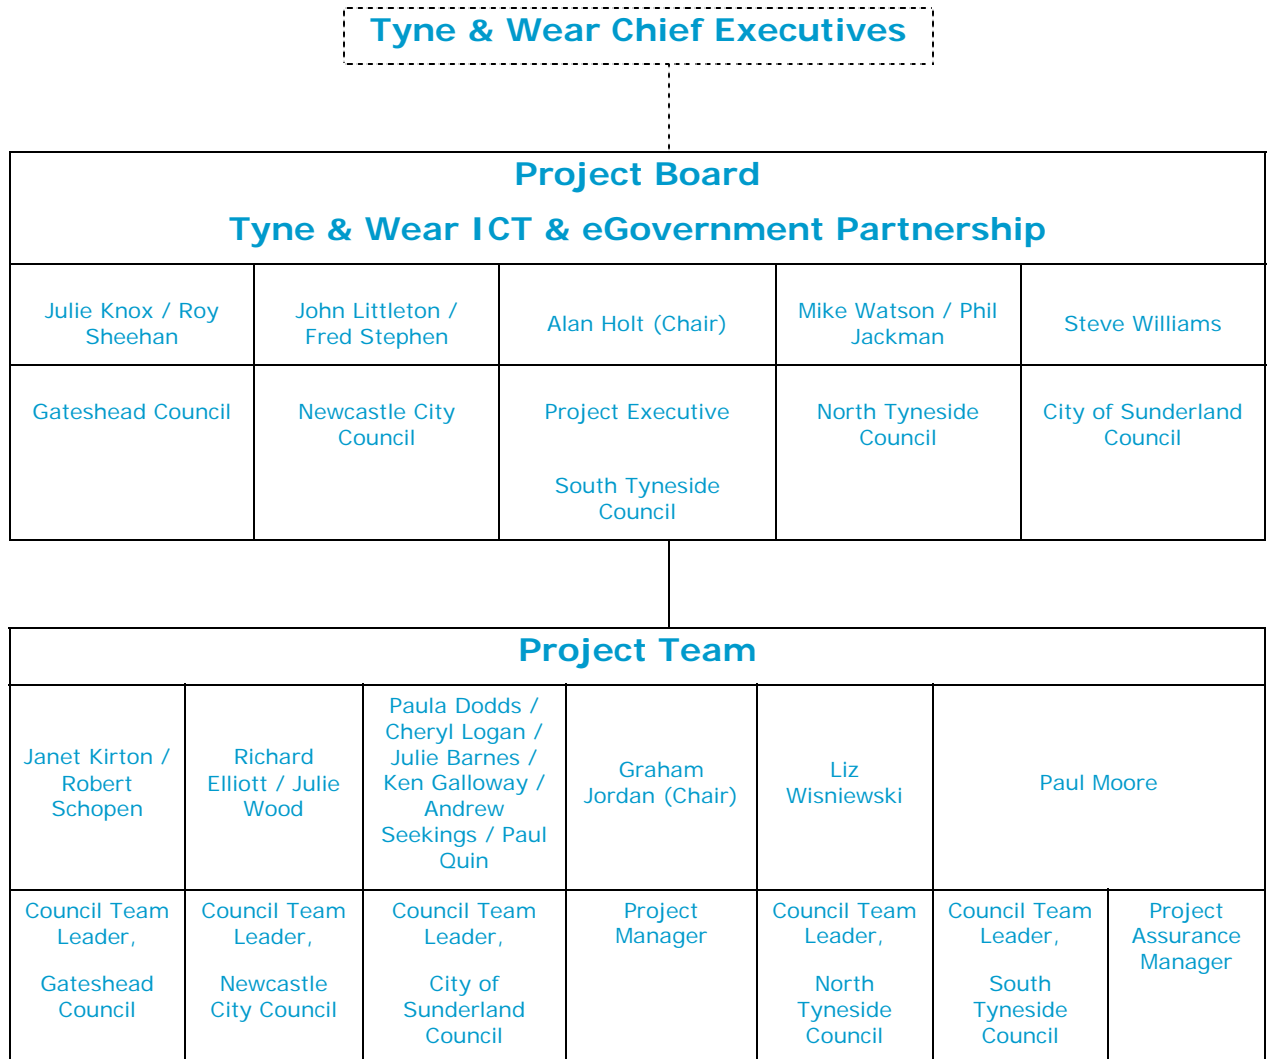 Tyne & Wear Chief Executives
Project Board
Tyne & Wear ICT & eGovernment Partnership
Julie Knox / Roy
Sheehan
John Littleton /
Fred Stephen
Alan Holt (Chair)
Mike Watson / Phil
Jackman
Steve Williams
Gateshead Council
Newcastle City
Council
Project Executive
South Tyneside
Council
North Tyneside
Council
City of Sunderland
Council
Project Team
Janet Kirton /
Robert
Schopen
Richard
Elliott / Julie
Wood
Paula Dodds /
Cheryl Logan /
Julie Barnes /
Ken Galloway /
Andrew
Seekings / Paul
Quin
Graham
Jordan (Chair)
Liz
Wisniewski
Paul Moore
Council Team
Leader,
Gateshead
Council
Council Team
Leader,
Newcastle
City Council
Council Team
Leader,
City of
Sunderland
Council
Project
Manager
Council Team
Leader,
North
Tyneside
Council
Council Team
Leader,
South
Tyneside
Council
Project
Assurance
Manager